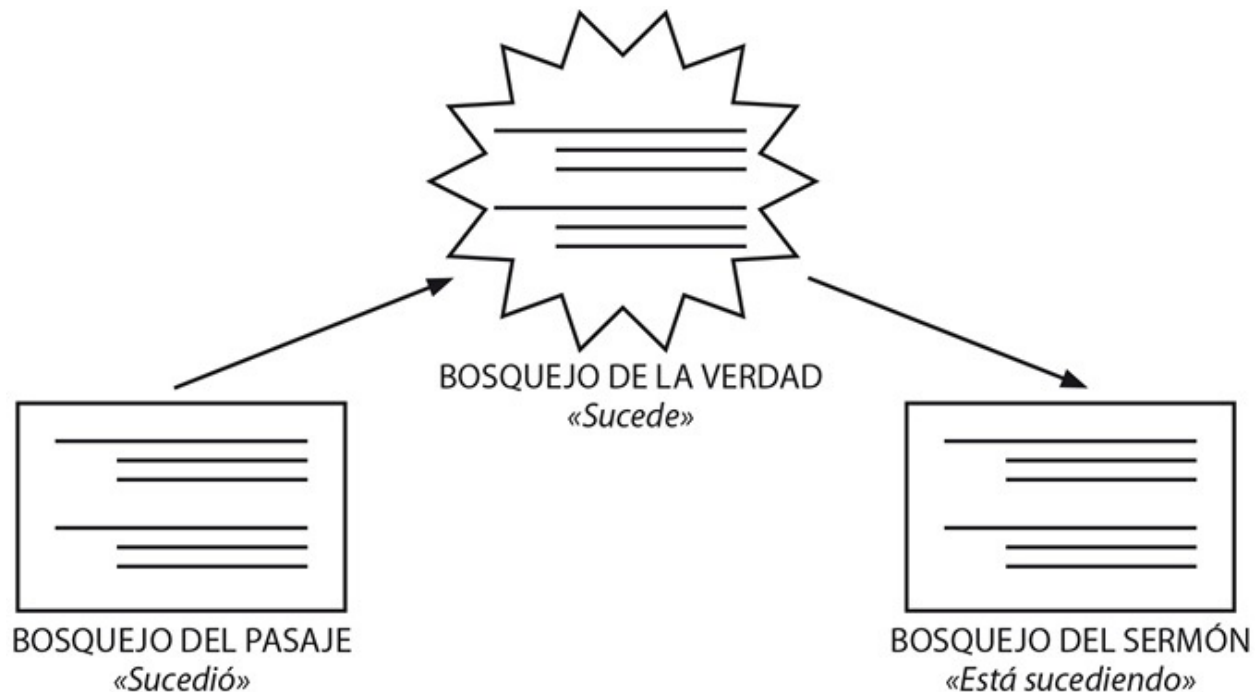 BOSQUEJO DE LA VERDAD
«Sucede»
BOSQUEJO DEL PASAJE
«Sucedió»
BOSQUEJO DEL SERMÓN
«Está sucediendo»